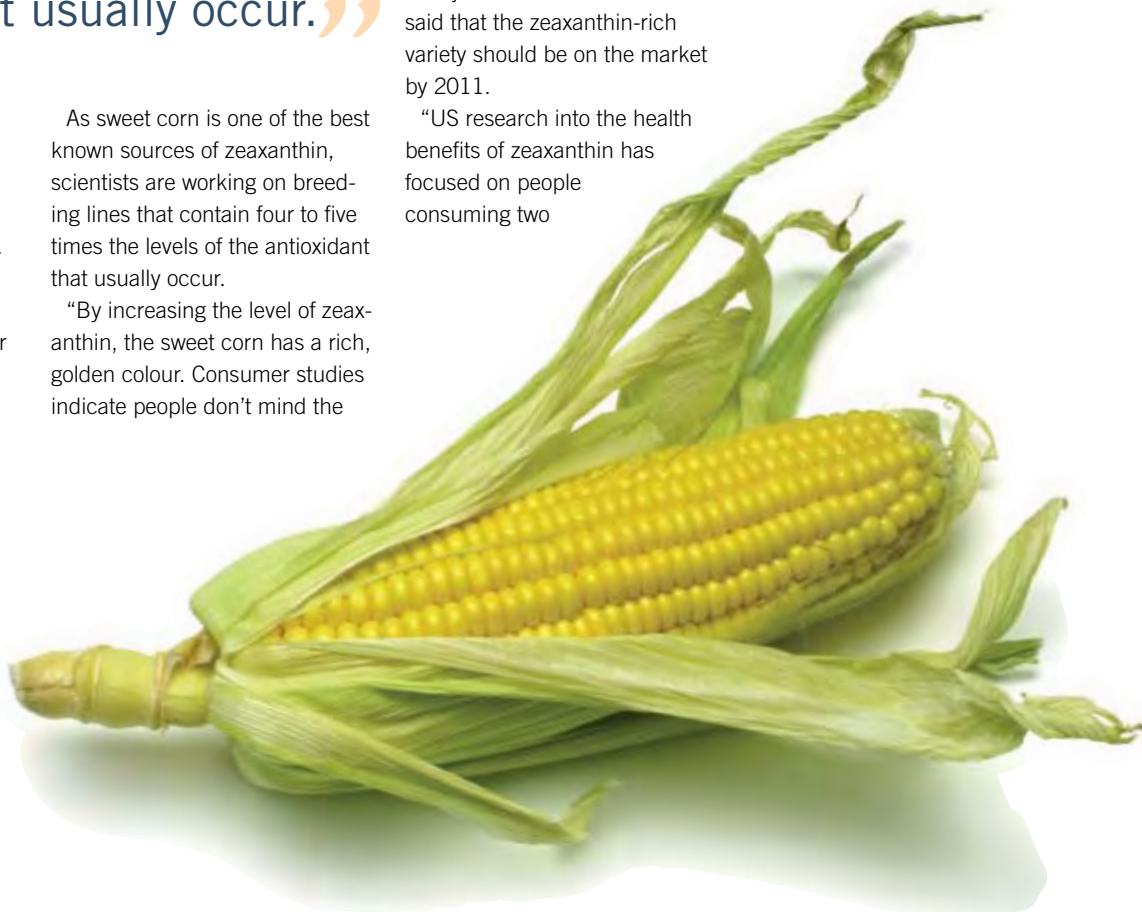 t usually occur.”
As sweet corn is one of the best
known sources of zeaxanthin,
scientists are working on breed-
ing lines that contain four to five
times the levels of the antioxidant
that usually occur.
“By increasing the level of zeax-
anthin, the sweet corn has a rich,
golden colour. Consumer studies
indicate people don’t mind the
said that the zeaxanthin-rich
variety should be on the market
by 2011.
“US research into the health
benefits of zeaxanthin has
focused on people
consuming two